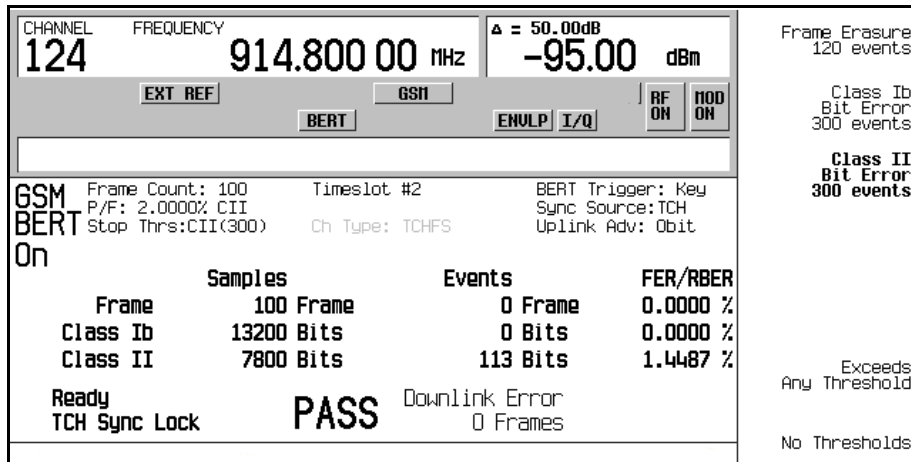 CHANNEL FREQUENCY Δ = 50.00dB
124 914.800 00 MHz -95.00 dBm
EXT REF GSM RF ON MOD ON
BERT ENVLP I/Q
GSM BERT On
Frame Count: 100 Timeslot #2 BERT Trigger: Key
P/F: 2.0000% CII Sync Source:TCH
Stop Thrs:CII(300) Ch Type: TCHFS Uplink Adv: 0bit
Samples Events FER/RBER
Frame 100 Frame 0 Frame 0.0000 %
Class Ib 13200 Bits 0 Bits 0.0000 %
Class II 7800 Bits 113 Bits 1.4487 %
Ready
TCH Sync Lock
PASS
Downlink Error
0 Frames
Frame Erasure
120 events
Class Ib
Bit Error
300 events
Class II
Bit Error
300 events
Exceeds
Any Threshold
No Thresholds